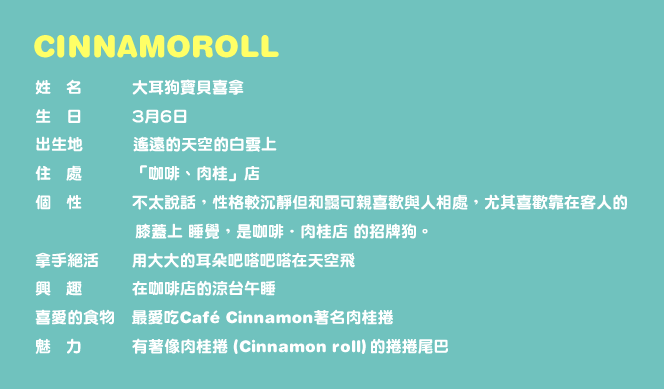 CINNAMOROLL
姓 名 大耳狗寶貝喜拿
生 日 3月6日
出生地 遙遠的天空的白雲上
住 處 「咖啡、肉桂」店
個 性 不太說話，性格較沉靜但和靄可親喜歡與人相處，尤其喜歡靠在客人的
膝蓋上 睡覺，是咖啡．肉桂店 的招牌狗。
拿手絕活 用大大的耳朵吧嗒吧嗒在天空飛
興 趣 在咖啡店的涼台午睡
喜愛的食物 最愛吃Café Cinnamon著名肉桂捲
魅 力 有著像肉桂捲 (Cinnamon roll) 的捲捲尾巴